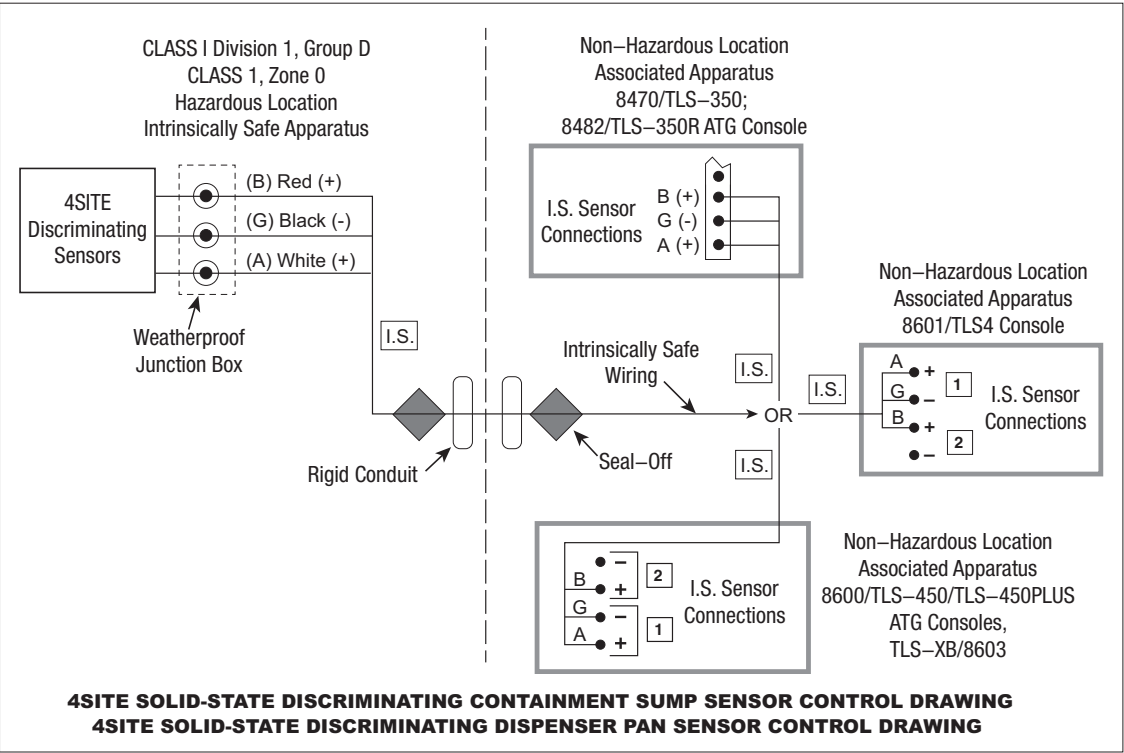 CLASS I Division 1, Group D
CLASS 1, Zone 0
Hazardous Location
Intrinsically Safe Apparatus
4SITE
Discriminating
Sensors
(B) Red (+)
(G) Black (-)
(A) White (+)
Weatherproof
Junction Box
I.S.
Rigid Conduit
Seal–Off
Intrinsically Safe
Wiring
Non–Hazardous Location
Associated Apparatus
8470/TLS–350;
8482/TLS–350R ATG Console
I.S. Sensor
Connections
B (+)
G (-)
A (+)
I.S.
OR
I.S.
I.S.
Non–Hazardous Location
Associated Apparatus
8601/TLS4 Console
A + 1
G –
B + 2
–
I.S. Sensor
Connections
–
B + 2
G –
A + 1
I.S. Sensor
Connections
Non–Hazardous Location
Associated Apparatus
8600/TLS–450/TLS–450PLUS
ATG Consoles,
TLS–XB/8603
4SITE SOLID-STATE DISCRIMINATING CONTAINMENT SUMP SENSOR CONTROL DRAWING
4SITE SOLID-STATE DISCRIMINATING DISPENSER PAN SENSOR CONTROL DRAWING